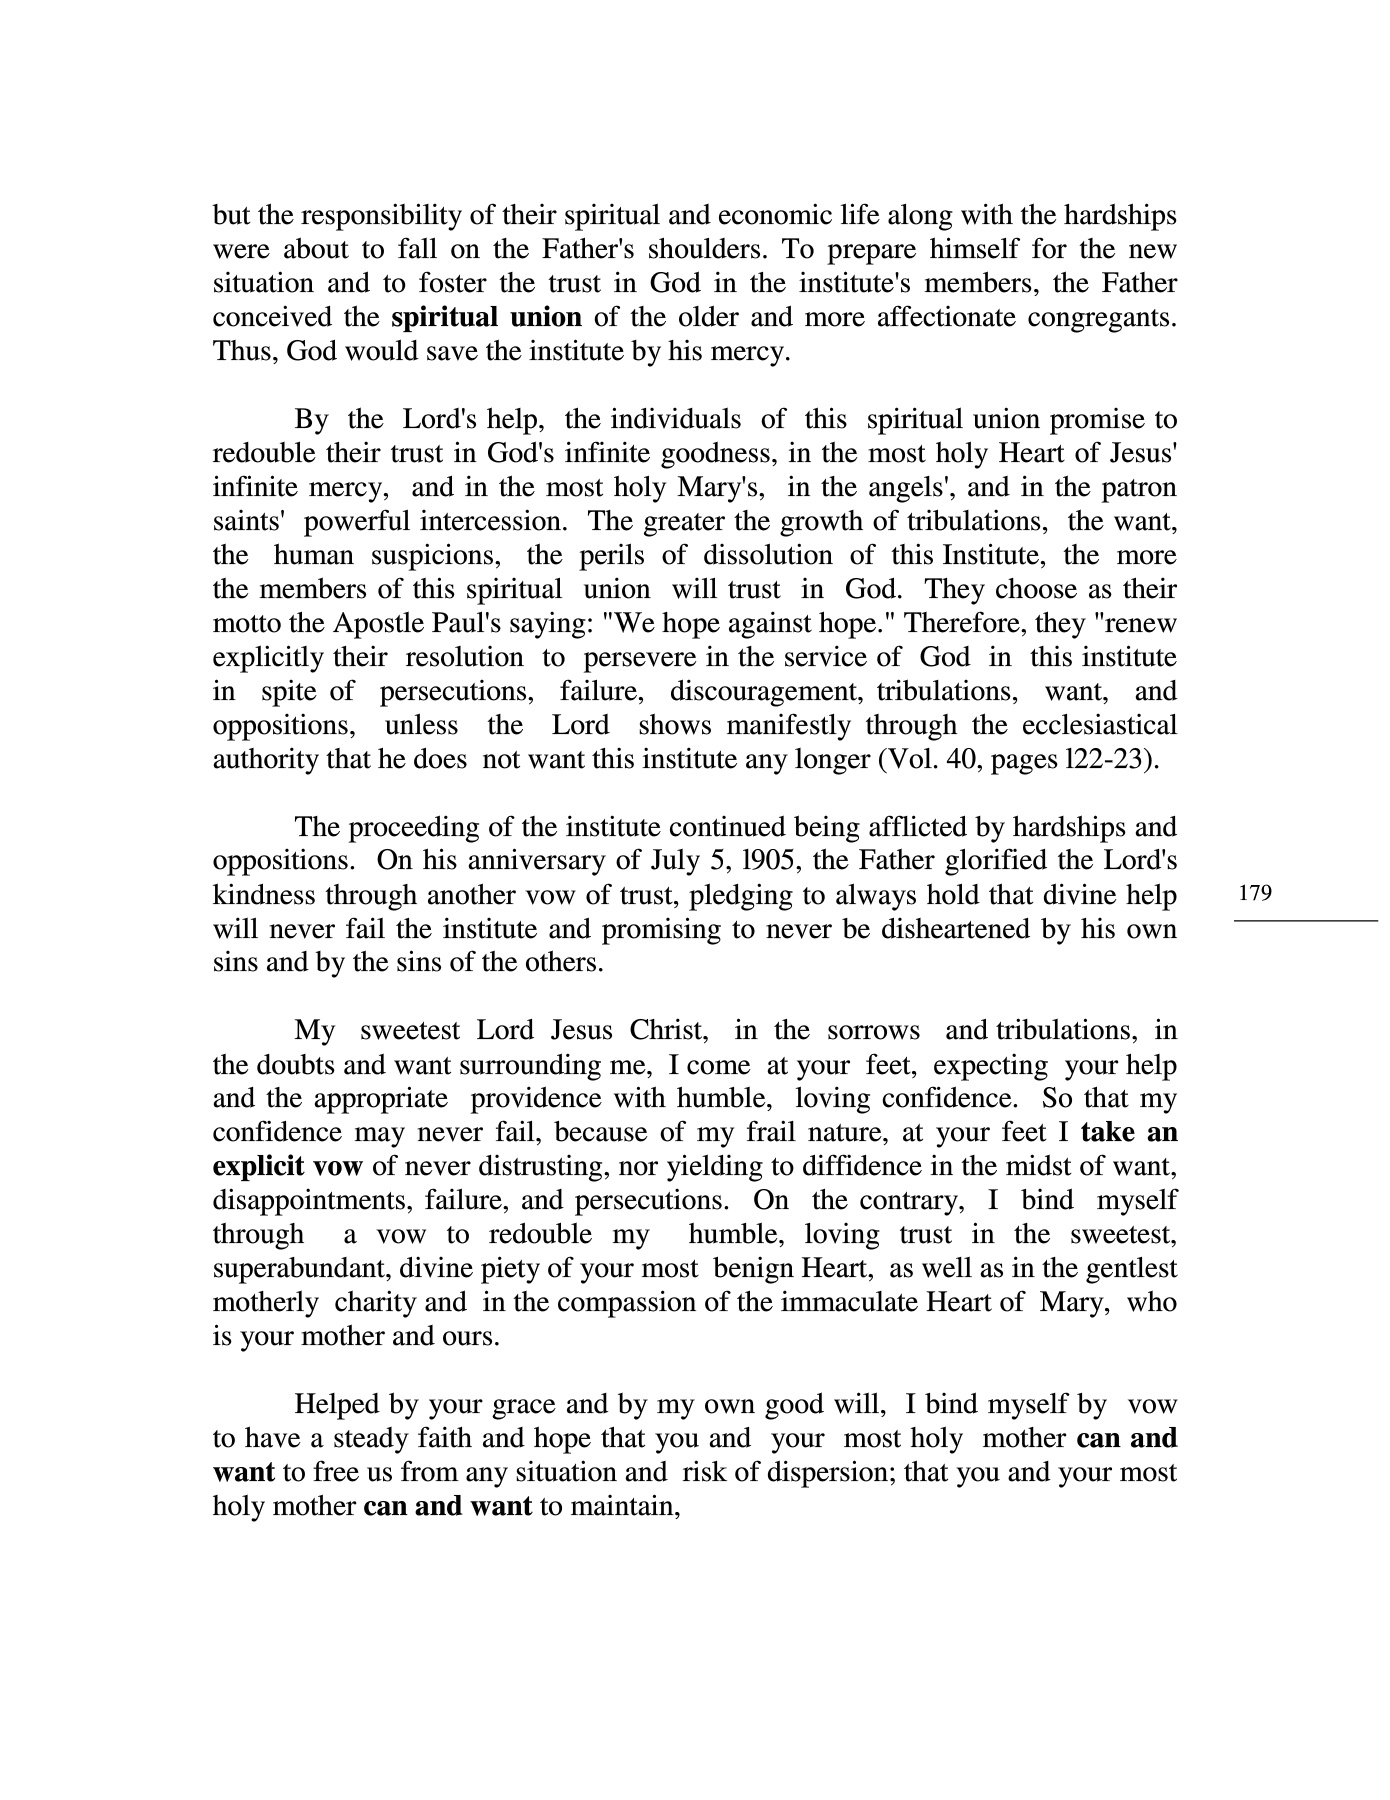 but the responsibility of their spiritual and economic life along with the hardships
were about to fall on the Father's shoulders. To prepare himself for the new
situation and to foster the trust in God in the institute's members, the Father
conceived the spiritual union of the older and more affectionate congregants.
Thus, God would save the institute by his mercy.
By the Lord's help, the individuals of this spiritual union promise to
redouble their trust in God's infinite goodness, in the most holy Heart of Jesus'
infinite mercy, and in the most holy Mary's, in the angels', and in the patron
saints' powerful intercession. The greater the growth of tribulations, the want,
the human suspicions, the perils of dissolution of this Institute, the more
the members of this spiritual union will trust in God. They choose as their
motto the Apostle Paul's saying: "We hope against hope." Therefore, they "renew
explicitly their resolution to persevere in the service of God in this institute
in spite of persecutions, failure, discouragement, tribulations, want, and
oppositions, unless the Lord shows manifestly through the ecclesiastical
authority that he does not want this institute any longer (Vol. 40, pages l22-23).
The proceeding of the institute continued being afflicted by hardships and
oppositions. On his anniversary of July 5, l905, the Father glorified the Lord's
kindness through another vow of trust, pledging to always hold that divine help
will never fail the institute and promising to never be disheartened by his own
sins and by the sins of the others.
179
My sweetest Lord Jesus Christ, in the sorrows and tribulations, in
the doubts and want surrounding me, I come at your feet, expecting your help
and the appropriate providence with humble, loving confidence. So that my
confidence may never fail, because of my frail nature, at your feet I take an
explicit vow of never distrusting, nor yielding to diffidence in the midst of want,
disappointments, failure, and persecutions. On the contrary, I bind myself
through a vow to redouble my humble, loving trust in the sweetest,
superabundant, divine piety of your most benign Heart, as well as in the gentlest
motherly charity and in the compassion of the immaculate Heart of Mary, who
is your mother and ours.
Helped by your grace and by my own good will, I bind myself by vow
to have a steady faith and hope that you and your most holy mother can and
want to free us from any situation and risk of dispersion; that you and your most
holy mother can and want to maintain,